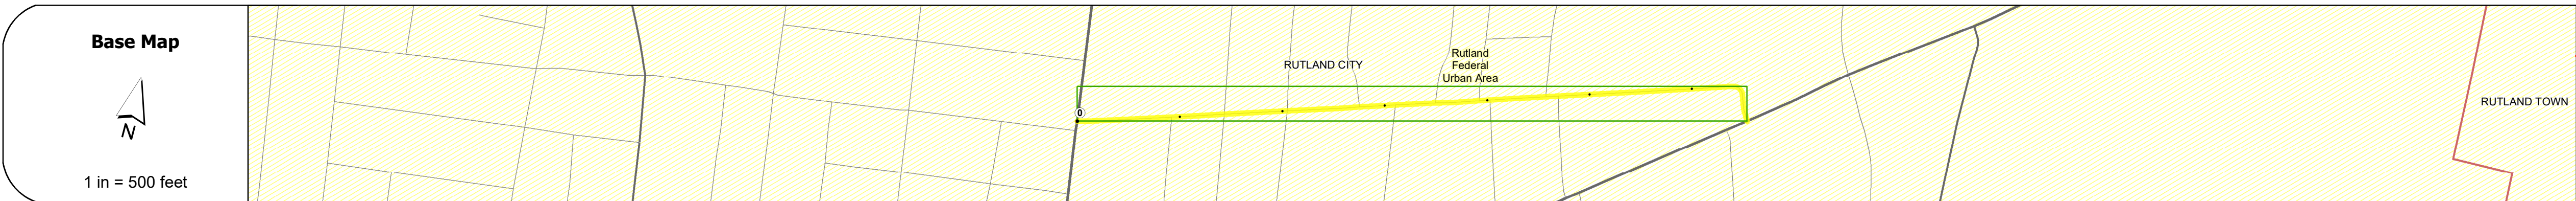 Base Map
N
1 in = 500 feet
0
RUTLAND CITY
Rutland
Federal
Urban Area
RUTLAND TOWN